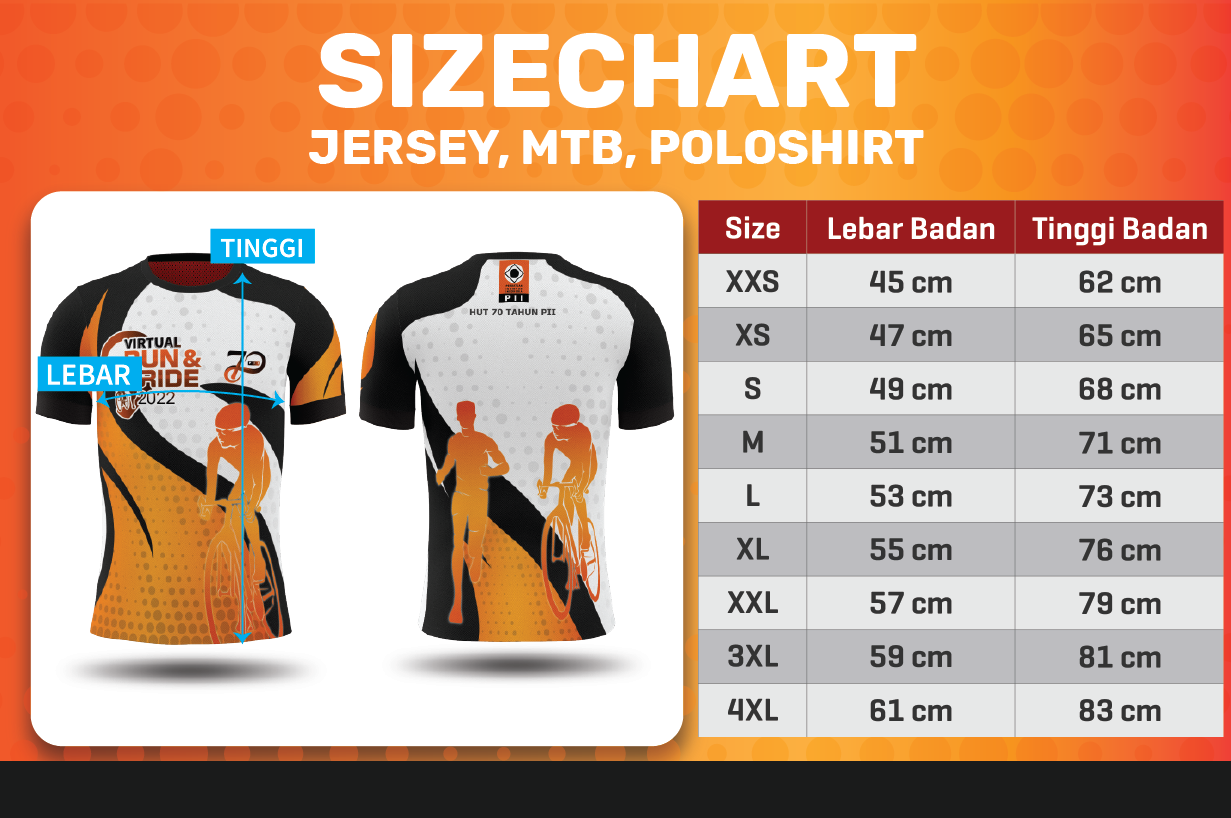 SIZECHART
JERSEY, MTB, POLOSHIRT
TINGGI
LEBAR
VIRTUAL
RUN &
RIDE
2022
70
PII
HUT 70 TAHUN PII
Size Lebar Badan Tinggi Badan
XXS 45 cm 62 cm
XS 47 cm 65 cm
S 49 cm 68 cm
M 51 cm 71 cm
L 53 cm 73 cm
XL 55 cm 76 cm
XXL 57 cm 79 cm
3XL 59 cm 81 cm
4XL 61 cm 83 cm